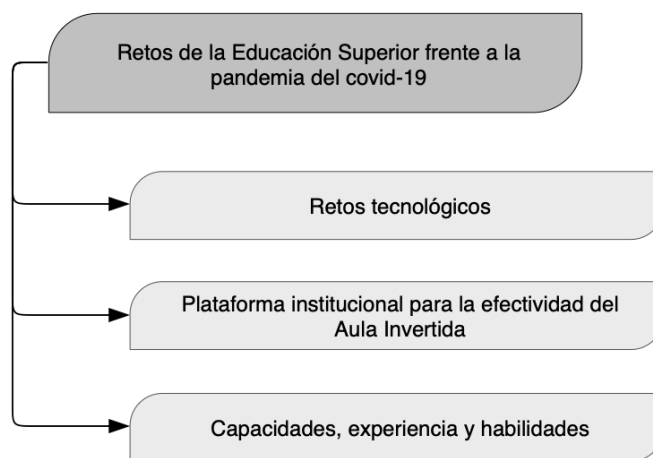 Retos de la Educación Superior frente a la
pandemia del covid-19
Retos tecnológicos
Plataforma institucional para la efectividad del
Aula Invertida
Capacidades, experiencia y habilidades